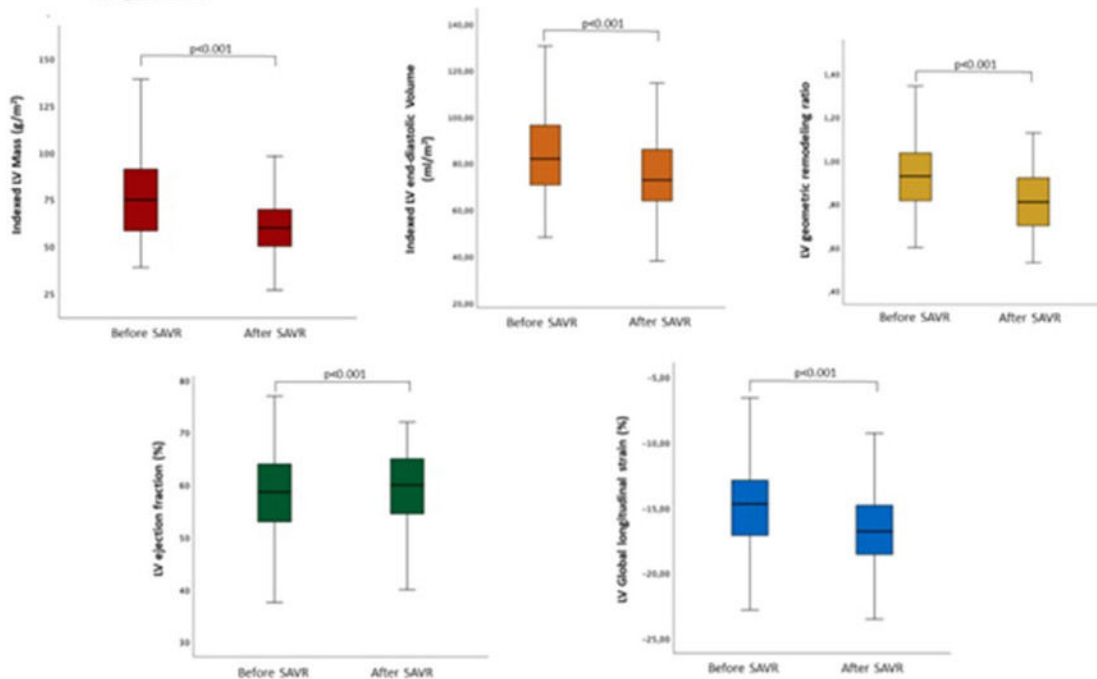 p<0.001
Indexed LV Mass (g/m²)
150
125
100
75
50
25
Before SAVR
After SAVR
p<0.001
Indexed LV end-diastolic Volume
(ml/m²)
140,00
120,00
100,00
80,00
60,00
40,00
20,00
Before SAVR
After SAVR
p<0.001
LV geometric remodeling ratio
1,40
1,20
1,00
,80
,60
,40
Before SAVR
After SAVR
p<0.001
LV ejection fraction (%)
80
70
60
50
40
30
Before SAVR
After SAVR
p<0.001
LV Global longitudinal strain (%)
-5,00
-10,00
-15,00
-20,00
-25,00
Before SAVR
After SAVR